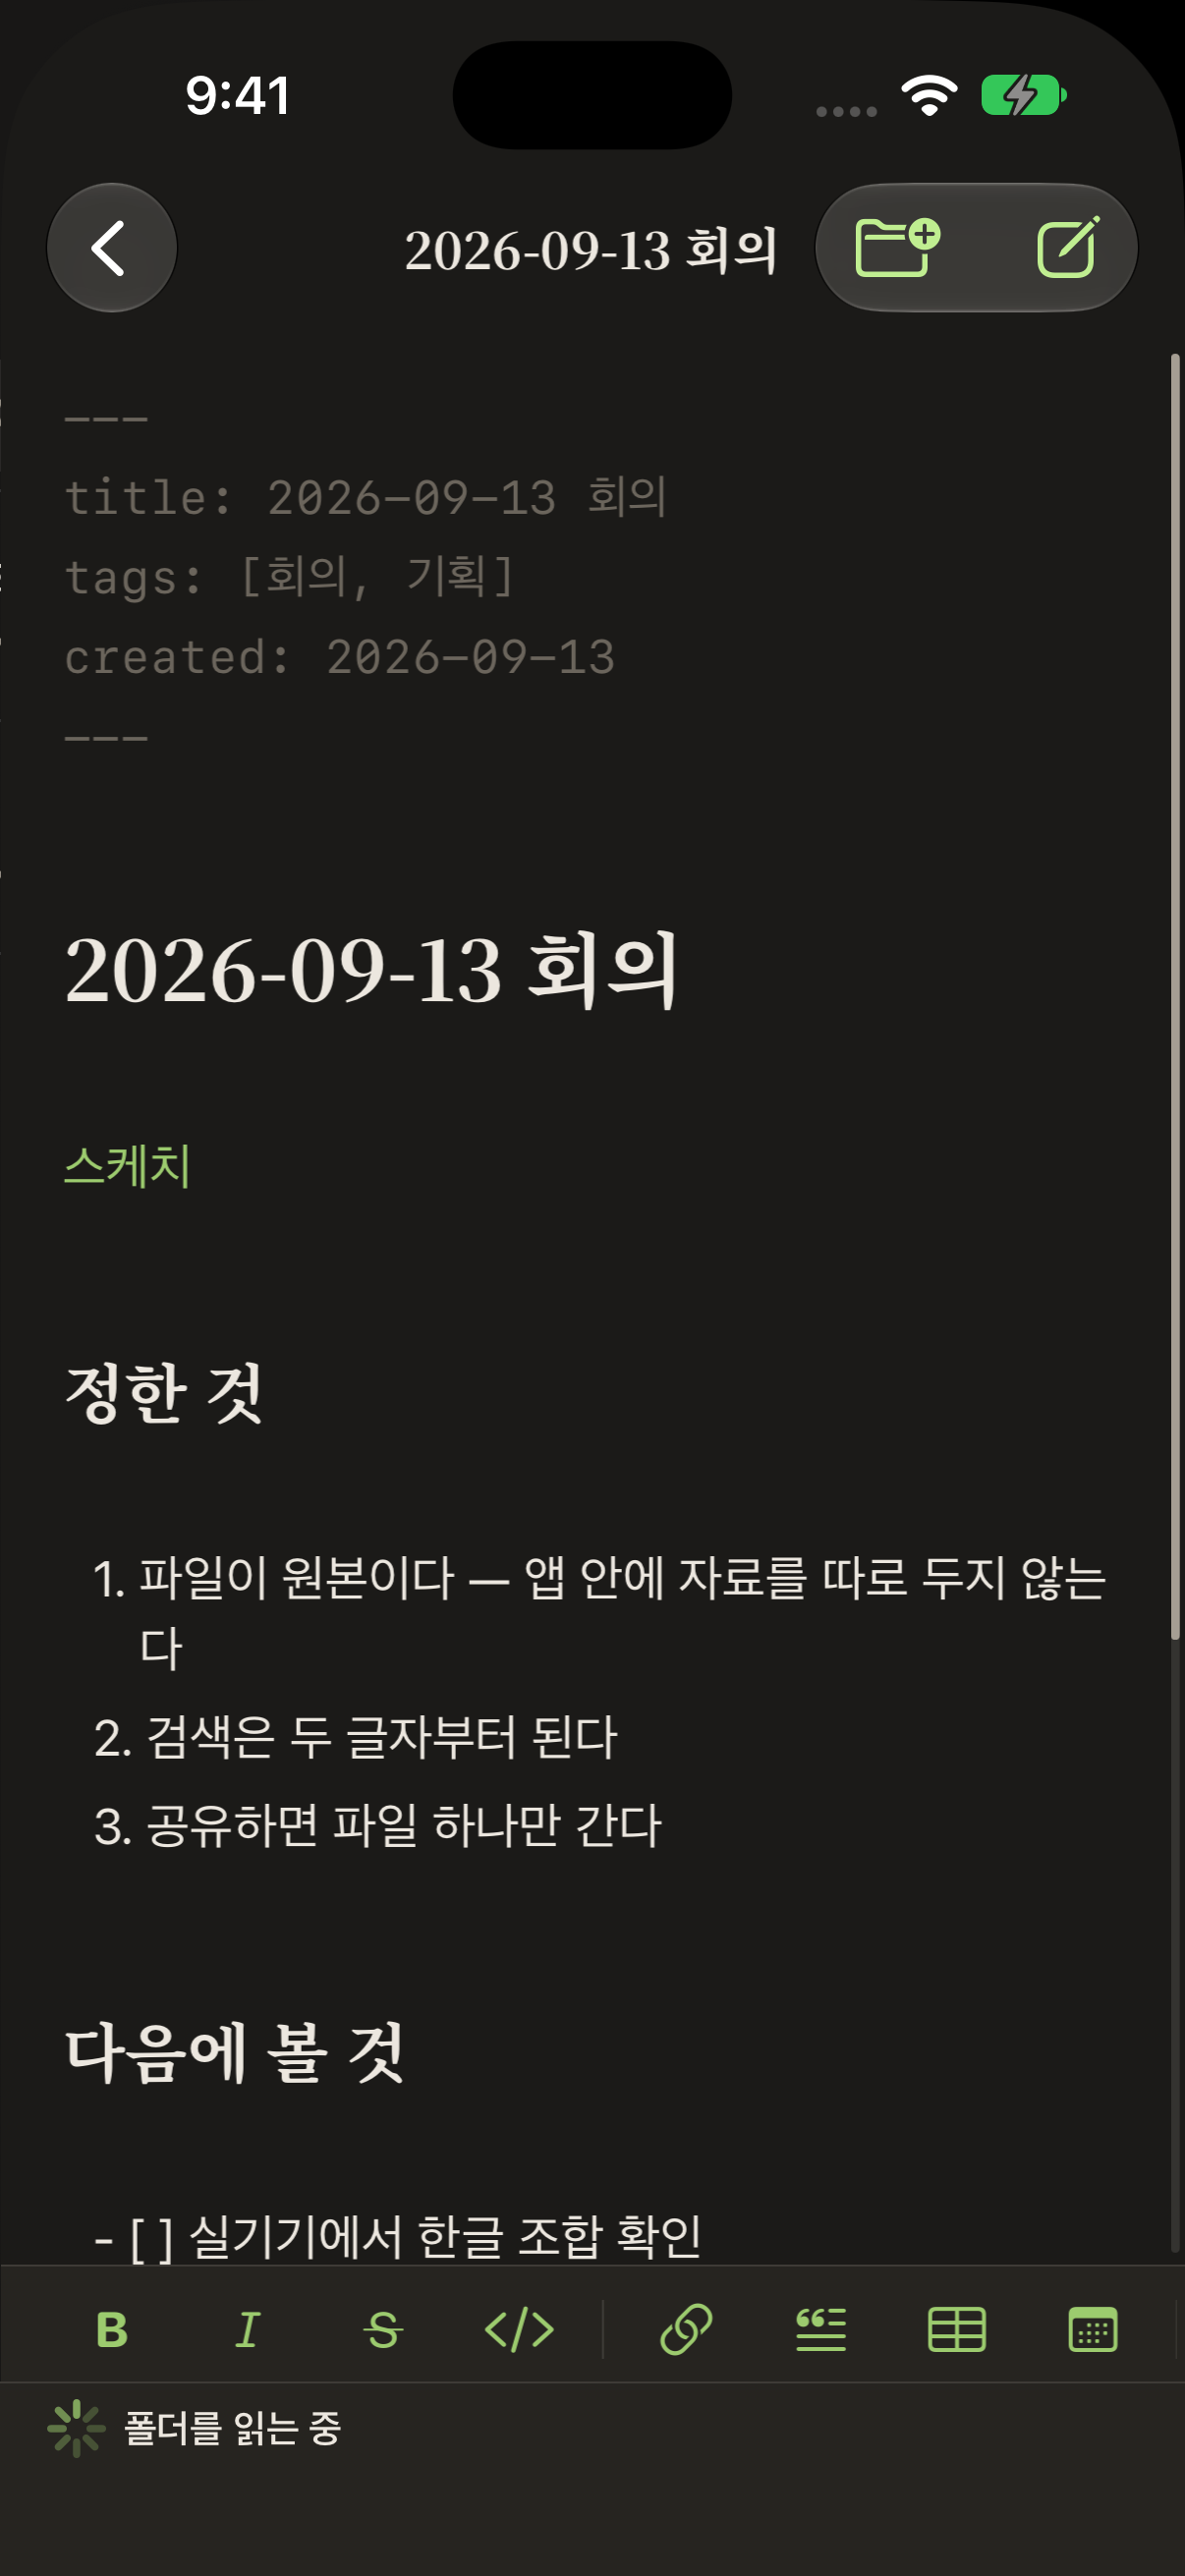 9:41
2026-09-13 회의
---
title: 2026-09-13 회의
tags: [회의, 기획]
created: 2026-09-13
---
2026-09-13 회의
스케치
정한 것
1. 파일이 원본이다 — 앱 안에 자료를 따로 두지 않는
다
2. 검색은 두 글자부터 된다
3. 공유하면 파일 하나만 간다
다음에 볼 것
- [ ] 실기기에서 한글 조합 확인
B I S </>
폴더를 읽는 중